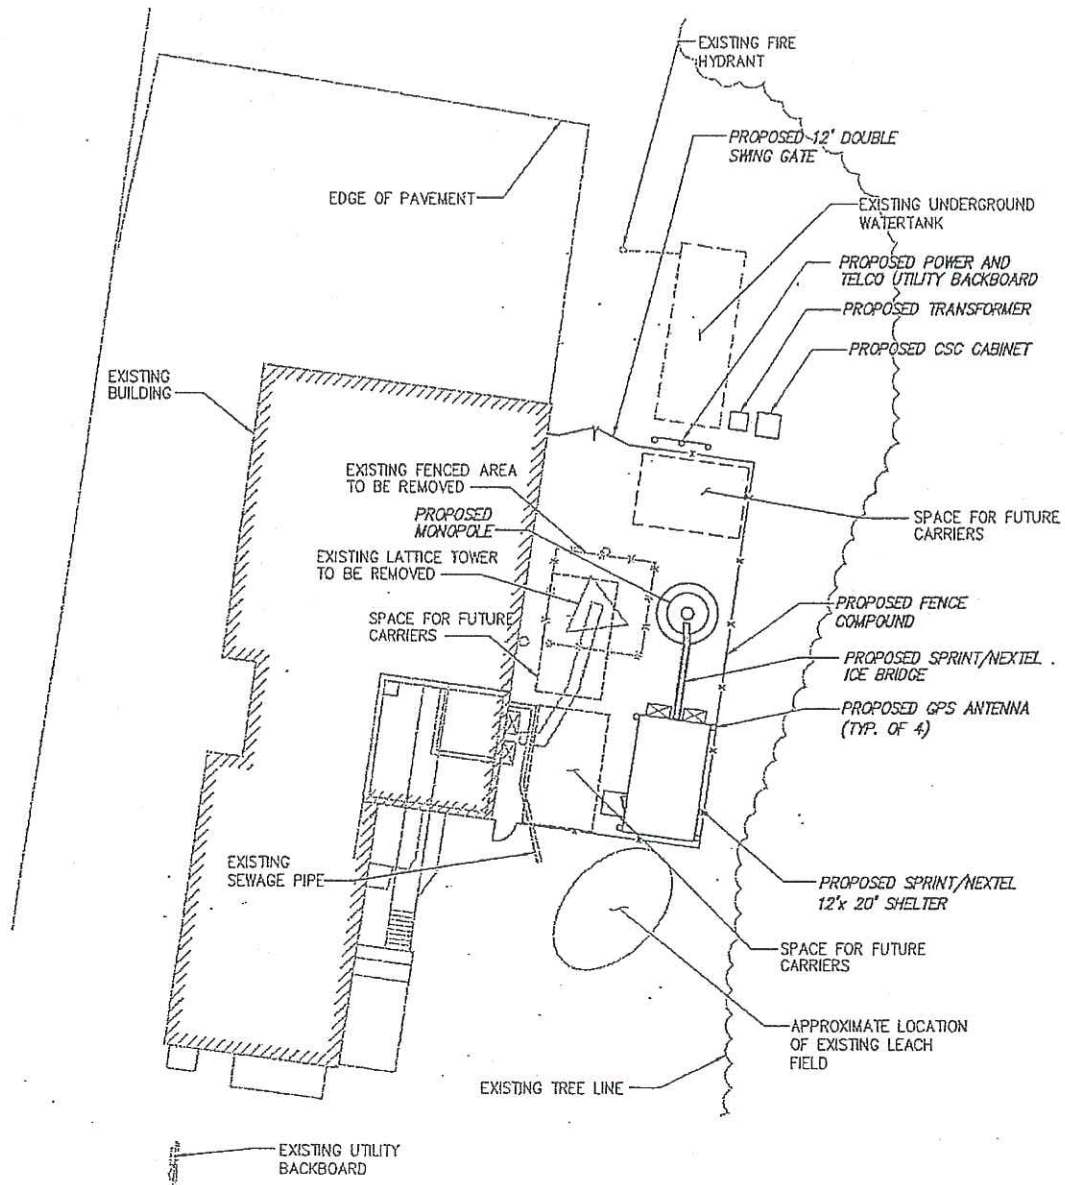 EXISTING FIRE
HYDRANT
PROPOSED 12' DOUBLE
SWING GATE
EDGE OF PAVEMENT
EXISTING UNDERGROUND
WATERTANK
PROPOSED POWER AND
TELCO UTILITY BACKBOARD
PROPOSED TRANSFORMER
PROPOSED CSC CABINET
EXISTING
BUILDING
EXISTING FENCED AREA
TO BE REMOVED
PROPOSED
MONOPOLE
SPACE FOR FUTURE
CARRIERS
EXISTING LATTICE TOWER
TO BE REMOVED
SPACE FOR FUTURE
CARRIERS
PROPOSED FENCE
COMPOUND
PROPOSED SPRINT/NEXTEL
ICE BRIDGE
PROPOSED GPS ANTENNA
(TYP. OF 4)
EXISTING
SEWAGE PIPE
PROPOSED SPRINT/NEXTEL
12'x 20' SHELTER
SPACE FOR FUTURE
CARRIERS
APPROXIMATE LOCATION
OF EXISTING LEACH
FIELD
EXISTING TREE LINE
EXISTING UTILITY
BACKBOARD